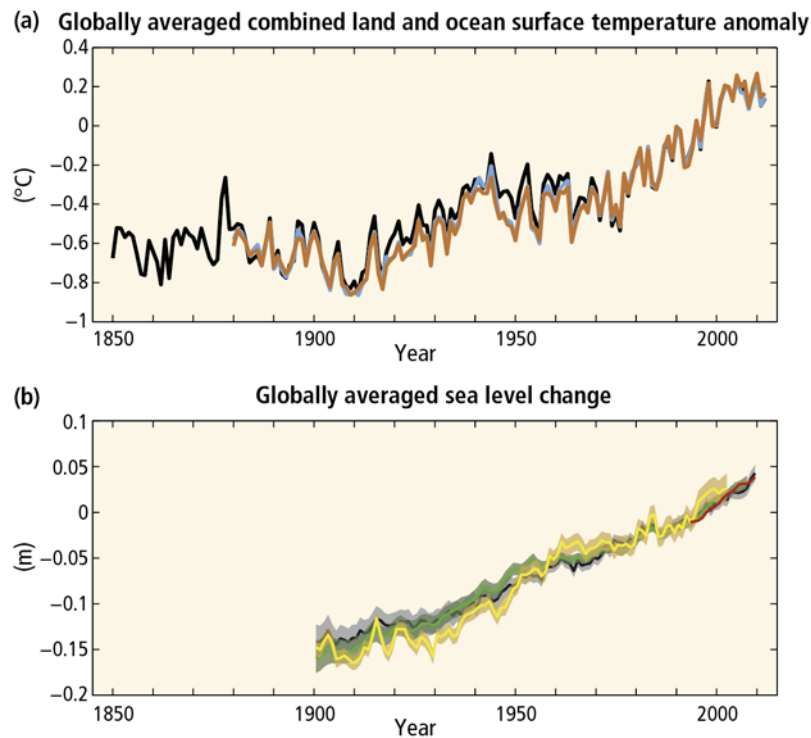 (a) Globally averaged combined land and ocean surface temperature anomaly
0.4
0.2
0
−0.2
−0.4
−0.6
−0.8
−1
(°C)
1850 1900 1950 2000
Year
(b) Globally averaged sea level change
0.1
0.05
0
−0.05
−0.1
−0.15
−0.2
(m)
1850 1900 1950 2000
Year